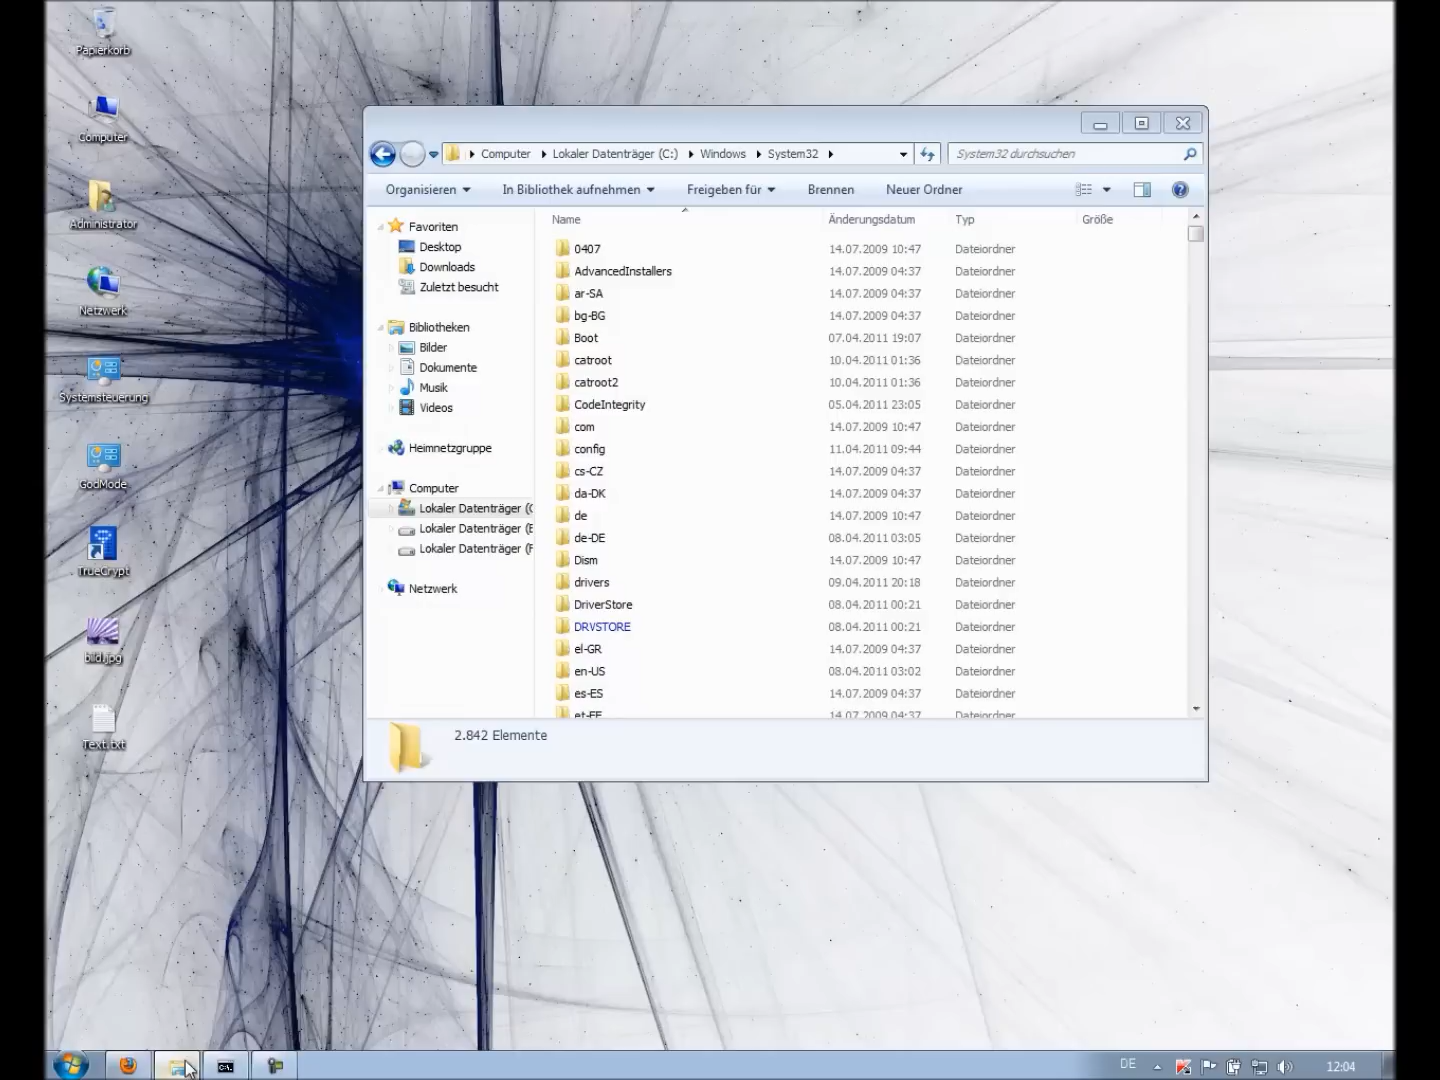 Papierkorb
Computer
Administrator
Netzwerk
Systemsteuerung
GodMode
TrueCrypt
bild.jpg
Text.txt
Computer Lokaler Datenträger (C:) Windows System32
System32 durchsuchen
Organisieren In Bibliothek aufnehmen Freigeben für Brennen Neuer Ordner
Favoriten
Desktop
Downloads
Zuletzt besucht
Bibliotheken
Bilder
Dokumente
Musik
Videos
Heimnetzgruppe
Computer
Lokaler Datenträger (C
Lokaler Datenträger (E
Lokaler Datenträger (F
Netzwerk
Name Änderungsdatum Typ Größe
0407 14.07.2009 10:47 Dateiordner
AdvancedInstallers 14.07.2009 04:37 Dateiordner
ar-SA 14.07.2009 04:37 Dateiordner
bg-BG 14.07.2009 04:37 Dateiordner
Boot 07.04.2011 19:07 Dateiordner
catroot 10.04.2011 01:36 Dateiordner
catroot2 10.04.2011 01:36 Dateiordner
CodeIntegrity 05.04.2011 23:05 Dateiordner
com 14.07.2009 10:47 Dateiordner
config 11.04.2011 09:44 Dateiordner
cs-CZ 14.07.2009 04:37 Dateiordner
da-DK 14.07.2009 04:37 Dateiordner
de 14.07.2009 10:47 Dateiordner
de-DE 08.04.2011 03:05 Dateiordner
Dism 14.07.2009 10:47 Dateiordner
drivers 09.04.2011 20:18 Dateiordner
DriverStore 08.04.2011 00:21 Dateiordner
DRVSTORE 08.04.2011 00:21 Dateiordner
el-GR 14.07.2009 04:37 Dateiordner
en-US 08.04.2011 03:02 Dateiordner
es-ES 14.07.2009 04:37 Dateiordner
et-EE 14.07.2009 04:37 Dateiordner
2.842 Elemente
DE 12:04